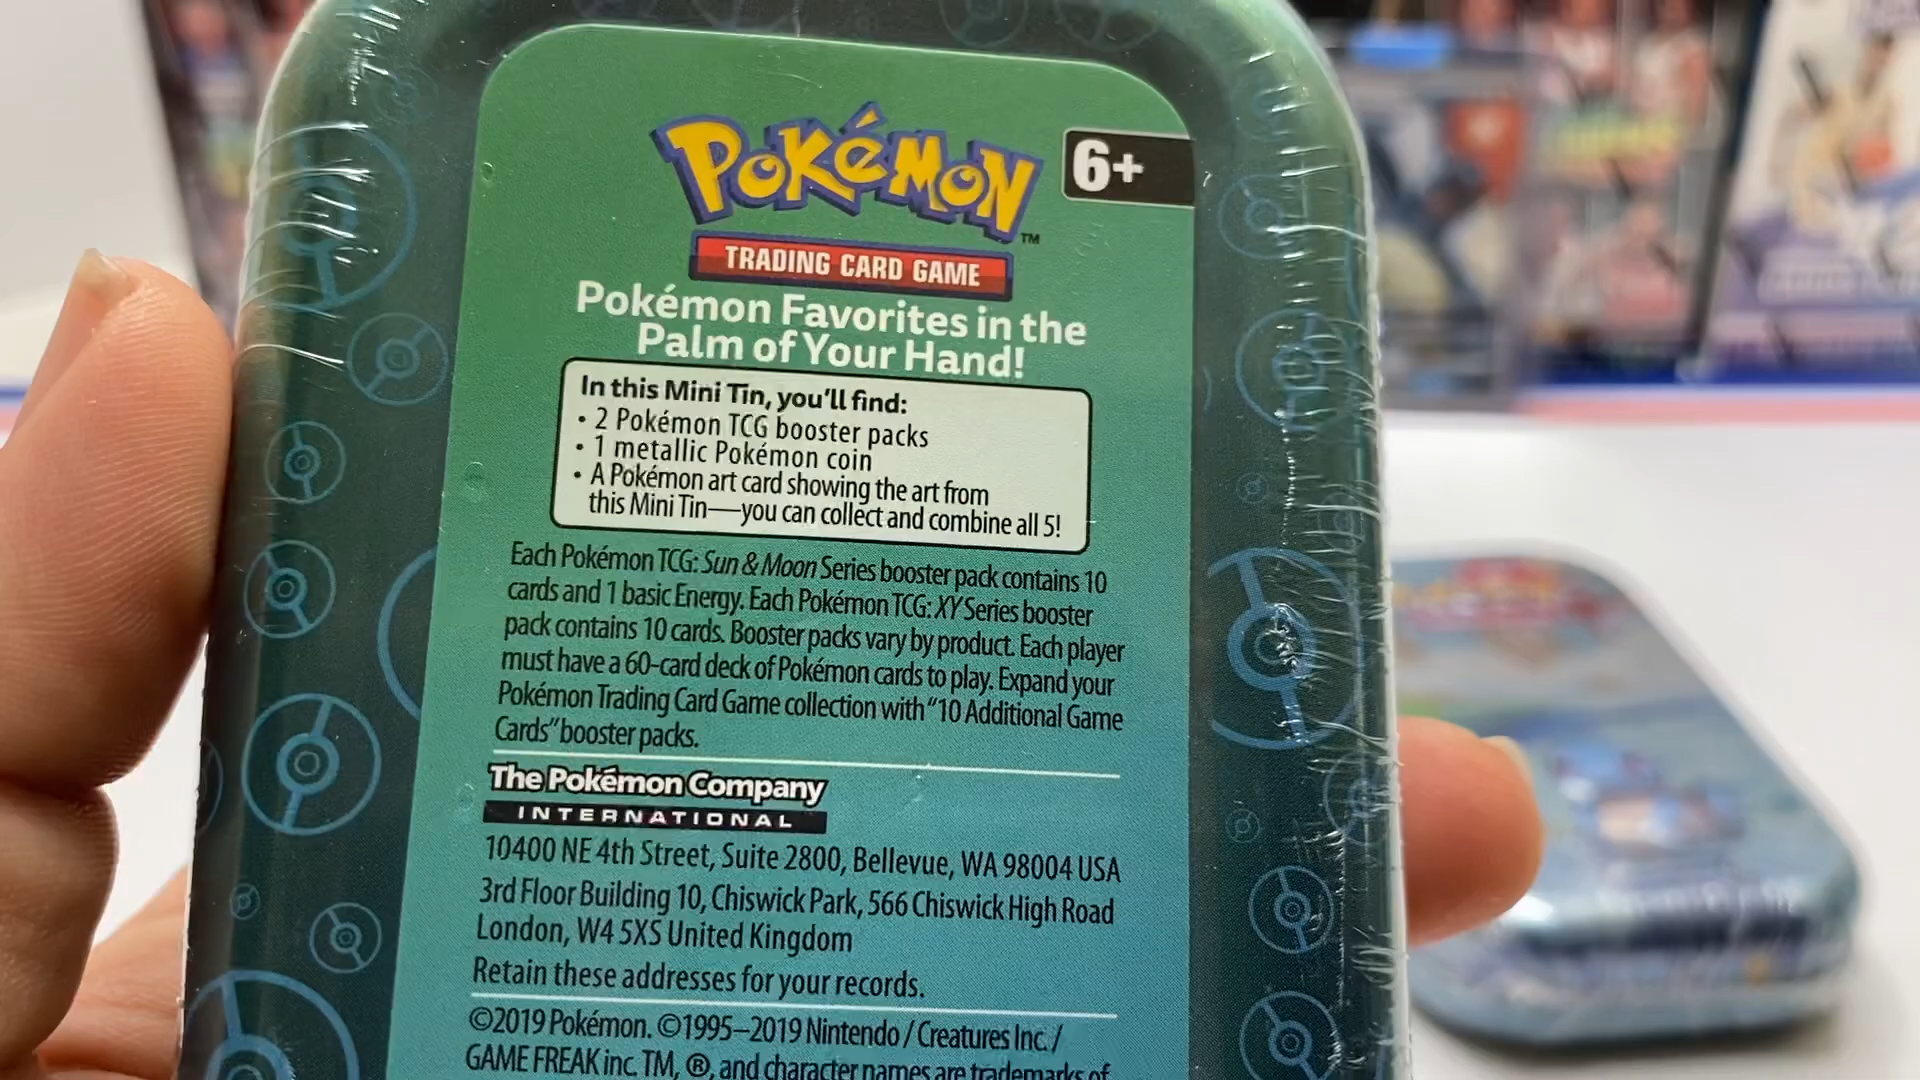 Pokémon™
6+
TRADING CARD GAME
Pokémon Favorites in the
Palm of Your Hand!
In this Mini Tin, you'll find:
• 2 Pokémon TCG booster packs
• 1 metallic Pokémon coin
• A Pokémon art card showing the art from
this Mini Tin—you can collect and combine all 5!
Each Pokémon TCG: Sun & Moon Series booster pack contains 10
cards and 1 basic Energy. Each Pokémon TCG: XY Series booster
pack contains 10 cards. Booster packs vary by product. Each player
must have a 60-card deck of Pokémon cards to play. Expand your
Pokémon Trading Card Game collection with "10 Additional Game
Cards" booster packs.
The Pokémon Company
INTERNATIONAL
10400 NE 4th Street, Suite 2800, Bellevue, WA 98004 USA
3rd Floor Building 10, Chiswick Park, 566 Chiswick High Road
London, W4 5XS United Kingdom
Retain these addresses for your records.
©2019 Pokémon. ©1995–2019 Nintendo / Creatures Inc. /
GAME FREAK inc. TM, ®, and character names are trademarks of